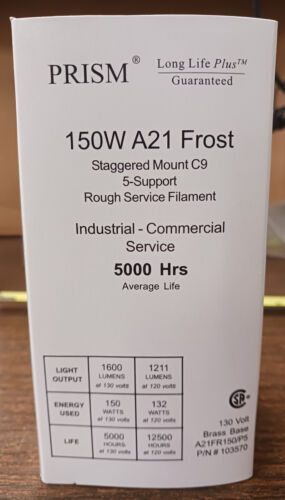 PRISM®
Long Life Plus™
Guaranteed
150W A21 Frost
Staggered Mount C9
5-Support
Rough Service Filament
Industrial - Commercial
Service
5000 Hrs
Average Life
LIGHT OUTPUT 1600 LUMENS at 130 volts 1211 LUMENS at 120 volts
ENERGY USED 150 WATTS at 130 volts 132 WATTS at 120 volts
LIFE 5000 HOURS at 130 volts 12500 HOURS at 120 volts
130 Volt
Brass Base
A21FR150/P5
P/N # 103570